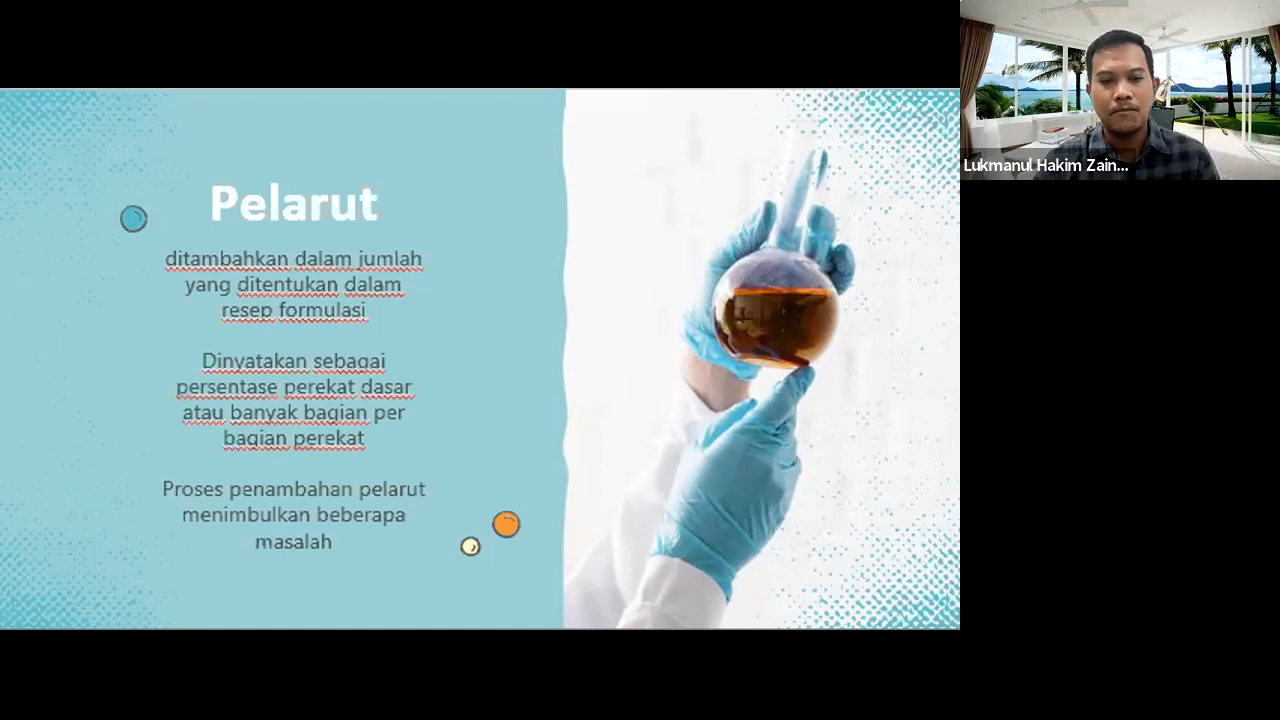 Pelarut
ditambahkan dalam jumlah
yang ditentukan dalam
resep formulasi
Dinyatakan sebagai
persentase perekat dasar
atau banyak bagian per
bagian perekat
Proses penambahan pelarut
menimbulkan beberapa
masalah
Lukmanul Hakim Zain...